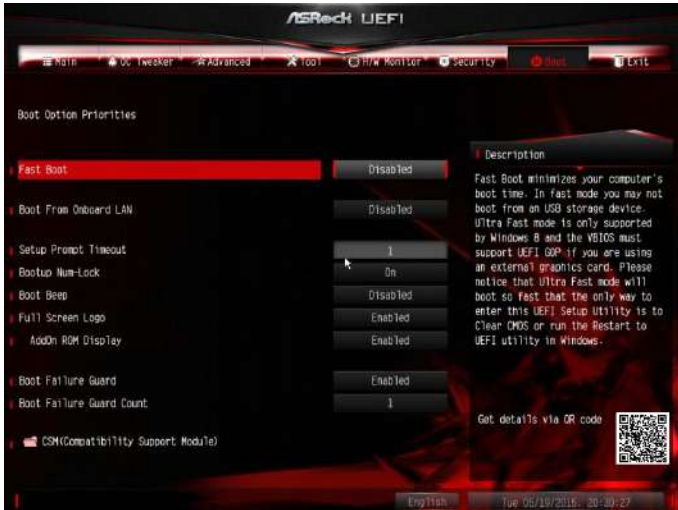 ASRock UEFI
Main OC Tweaker Advanced Tool H/W Monitor Security Boot Exit
Boot Option Priorities
Fast Boot Disabled
Boot From Onboard LAN Disabled
Setup Prompt Timeout 1
Bootup Num-Lock On
Boot Beep Disabled
Full Screen Logo Enabled
AddOn ROM Display Enabled
Boot Failure Guard Enabled
Boot Failure Guard Count 1
CSM(Compatibility Support Module)
Description
Fast Boot minimizes your computer's
boot time. In fast mode you may not
boot from an USB storage device.
Ultra Fast mode is only supported
by Windows 8 and the VBIOS must
support UEFI GOP if you are using
an external graphics card. Please
notice that Ultra Fast mode will
boot so fast that the only way to
enter this UEFI Setup Utility is to
Clear CMOS or run the Restart to
UEFI utility in Windows.
Get details via QR code
English
Tue 05/19/2015. 20:30:27